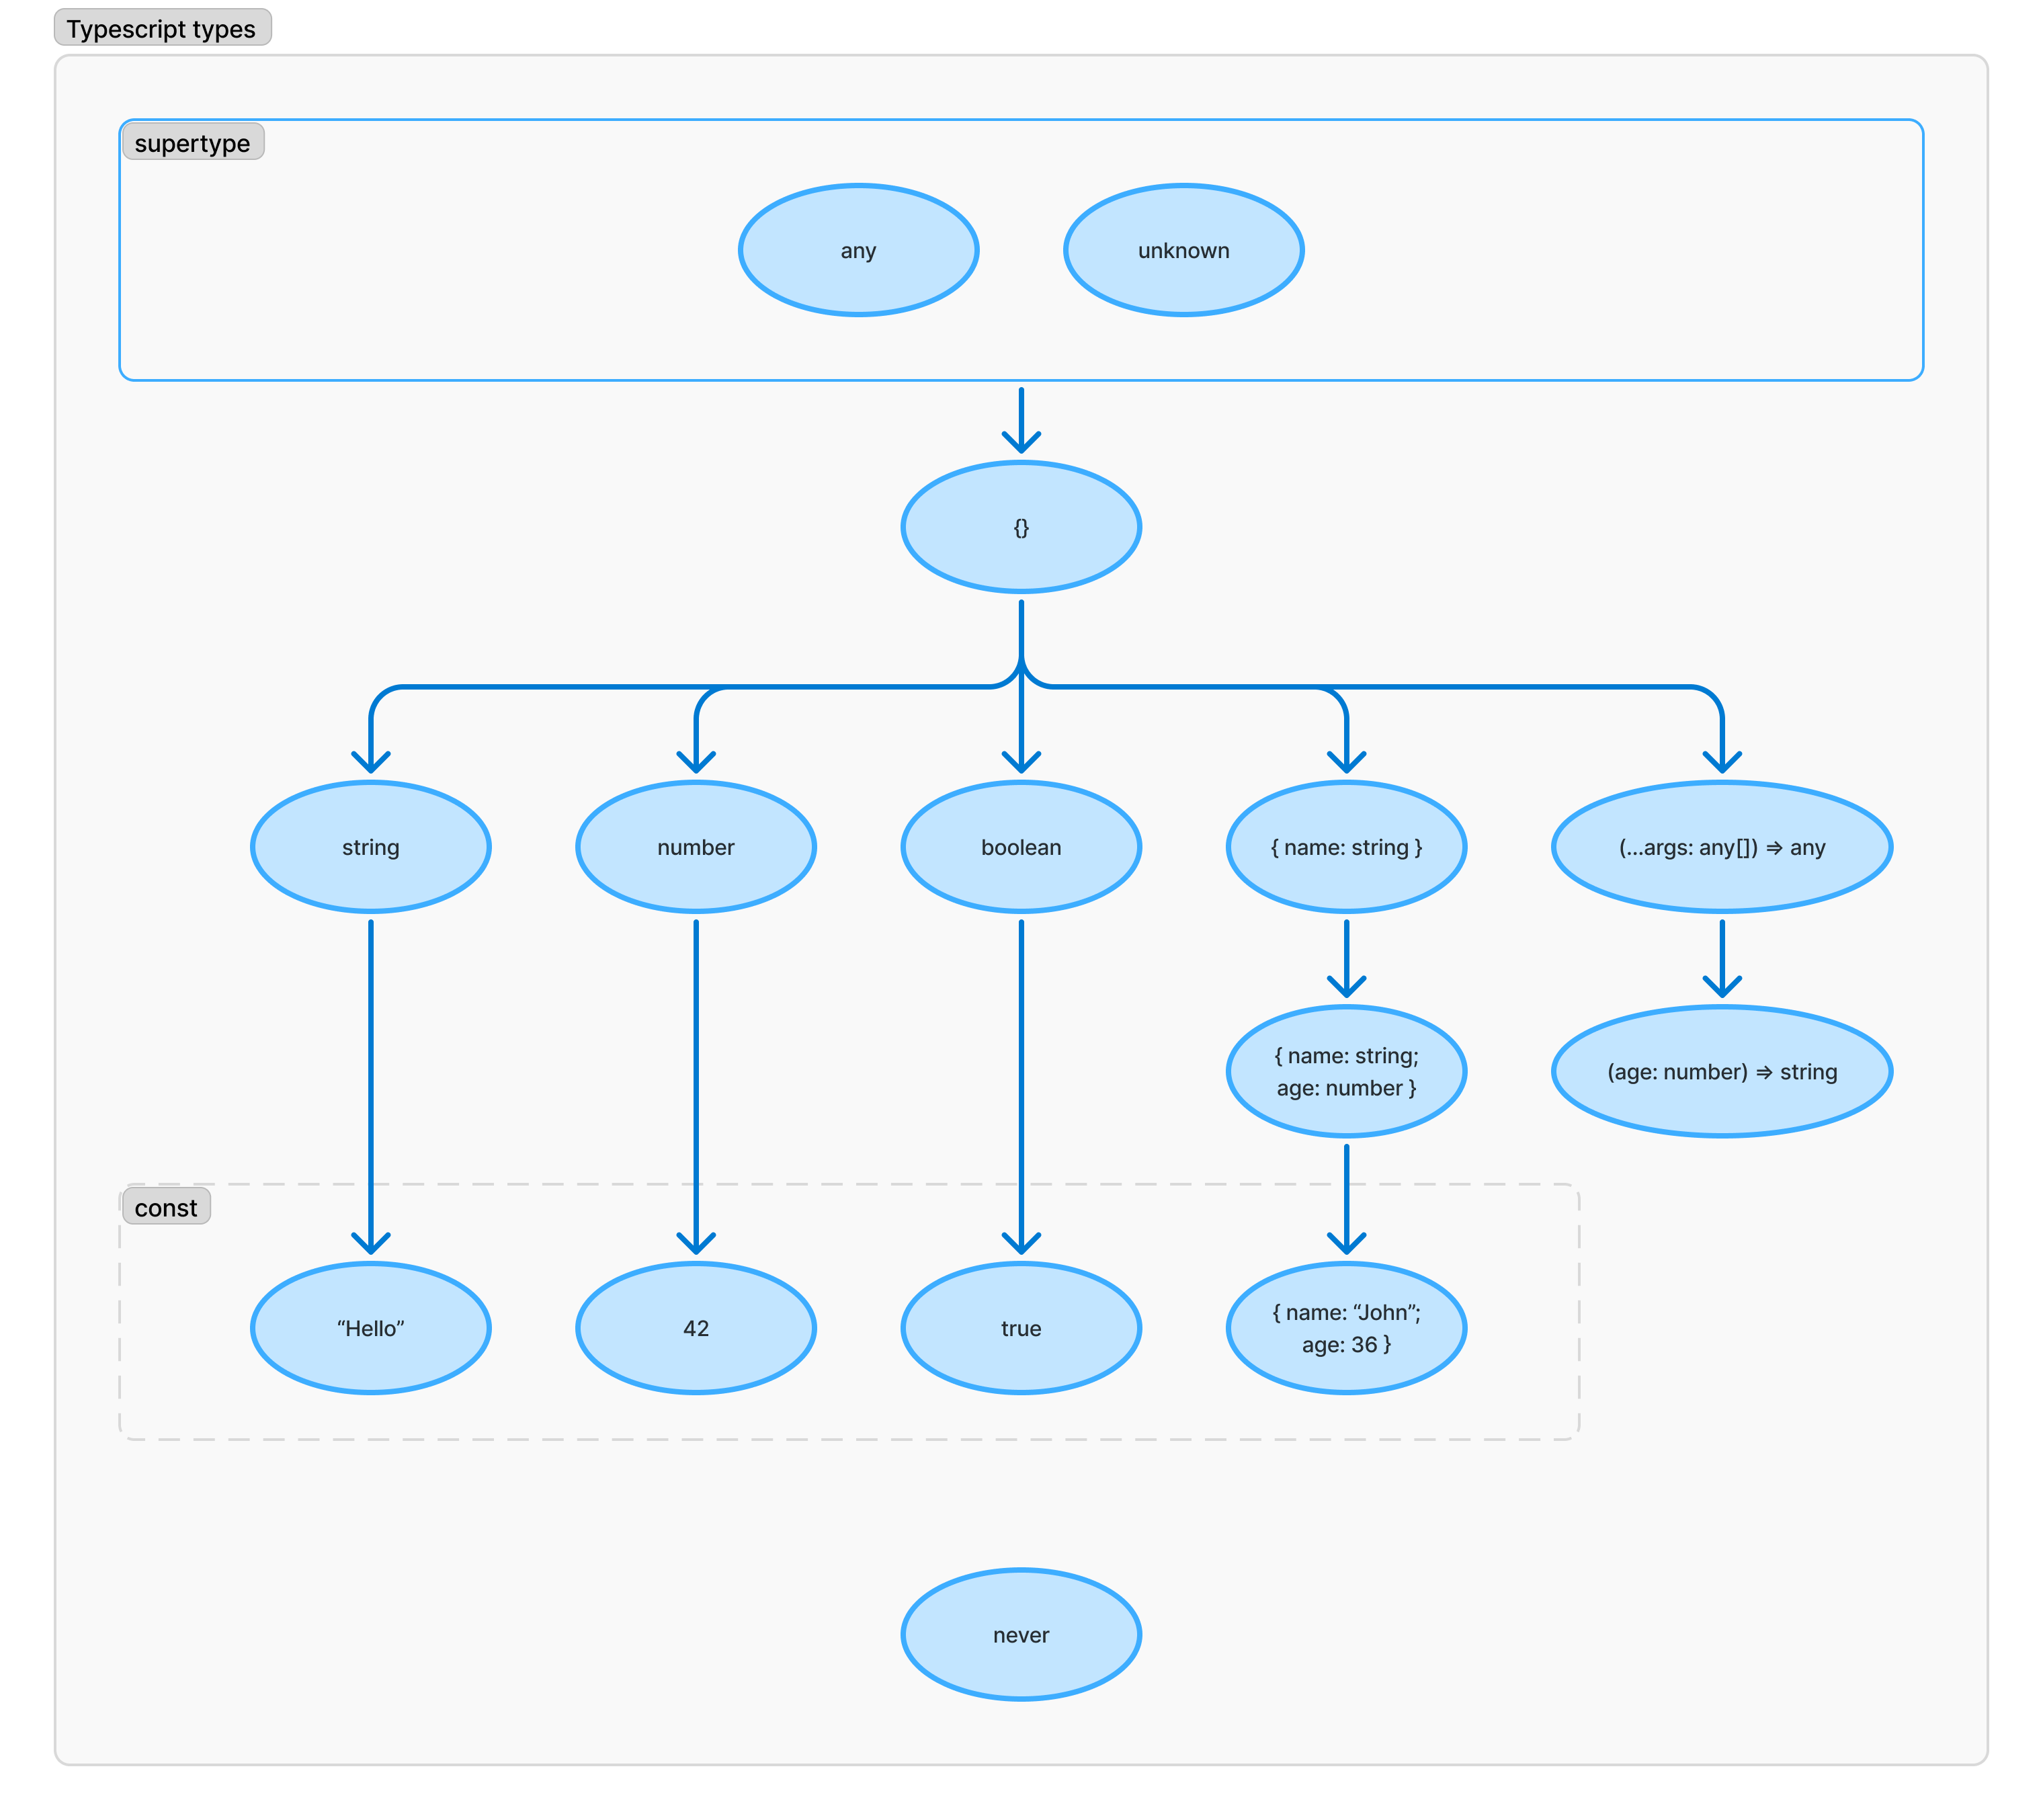 Typescript types
supertype
any
unknown
{}
string
number
boolean
{ name: string }
(...args: any[]) => any
{ name: string;
age: number }
(age: number) => string
const
“Hello”
42
true
{ name: “John”;
age: 36 }
never